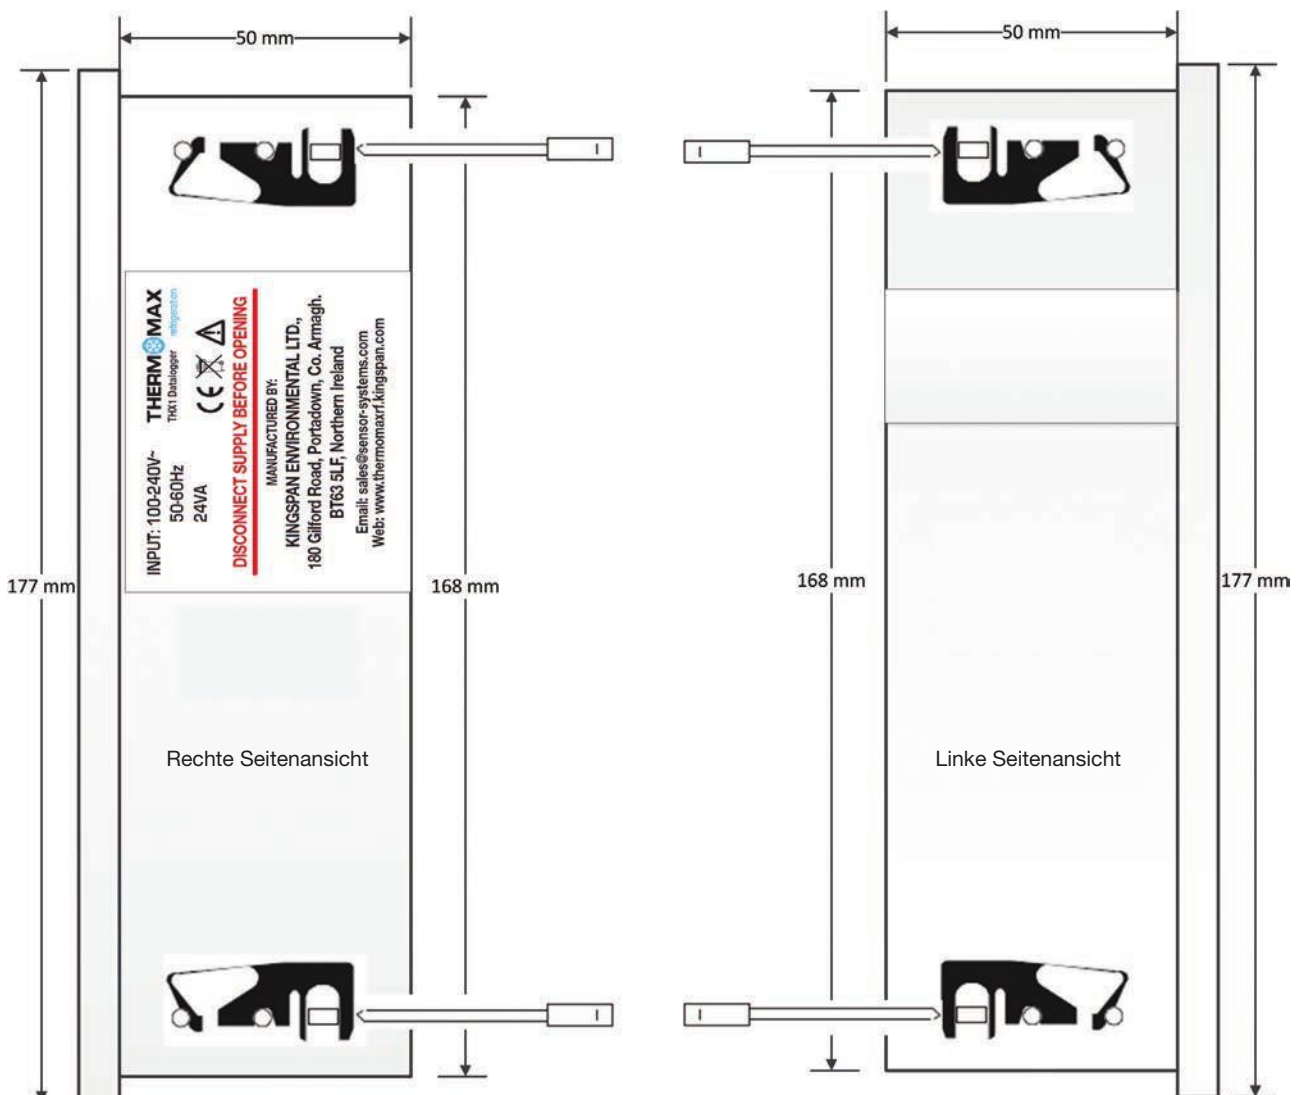 50 mm
50 mm
INPUT: 100-240V~
50-60Hz
24VA
THERM MAX
refrigeration
THX1 Datalogger
CE
DISCONNECT SUPPLY BEFORE OPENING
MANUFACTURED BY:
KINGSPAN ENVIRONMENTAL LTD.,
180 Gilford Road, Portadown, Co. Armagh.
BT63 5LF, Northern Ireland
Email: sales@sensor-systems.com
Web: www.thermomaxrf.kingspan.com
177 mm
168 mm
168 mm
177 mm
Rechte Seitenansicht
Linke Seitenansicht